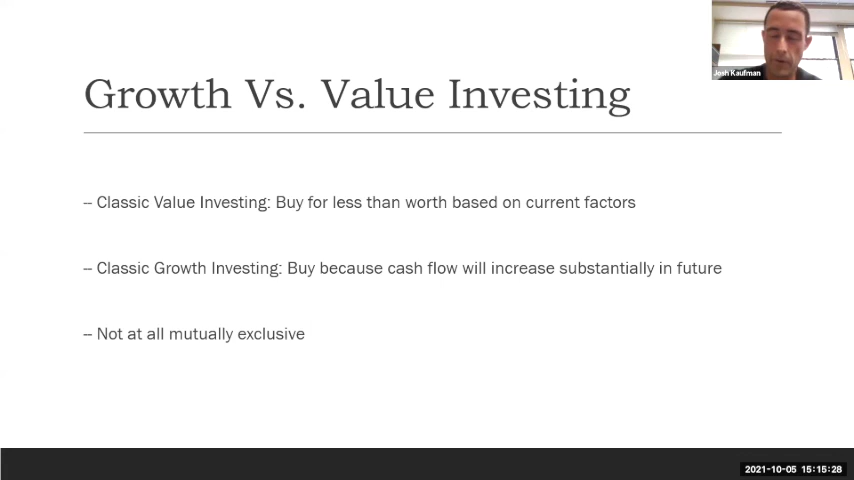 Josh Kaufman
Growth Vs. Value Investing
-- Classic Value Investing: Buy for less than worth based on current factors
-- Classic Growth Investing: Buy because cash flow will increase substantially in future
-- Not at all mutually exclusive
2021-10-05 15:15:28